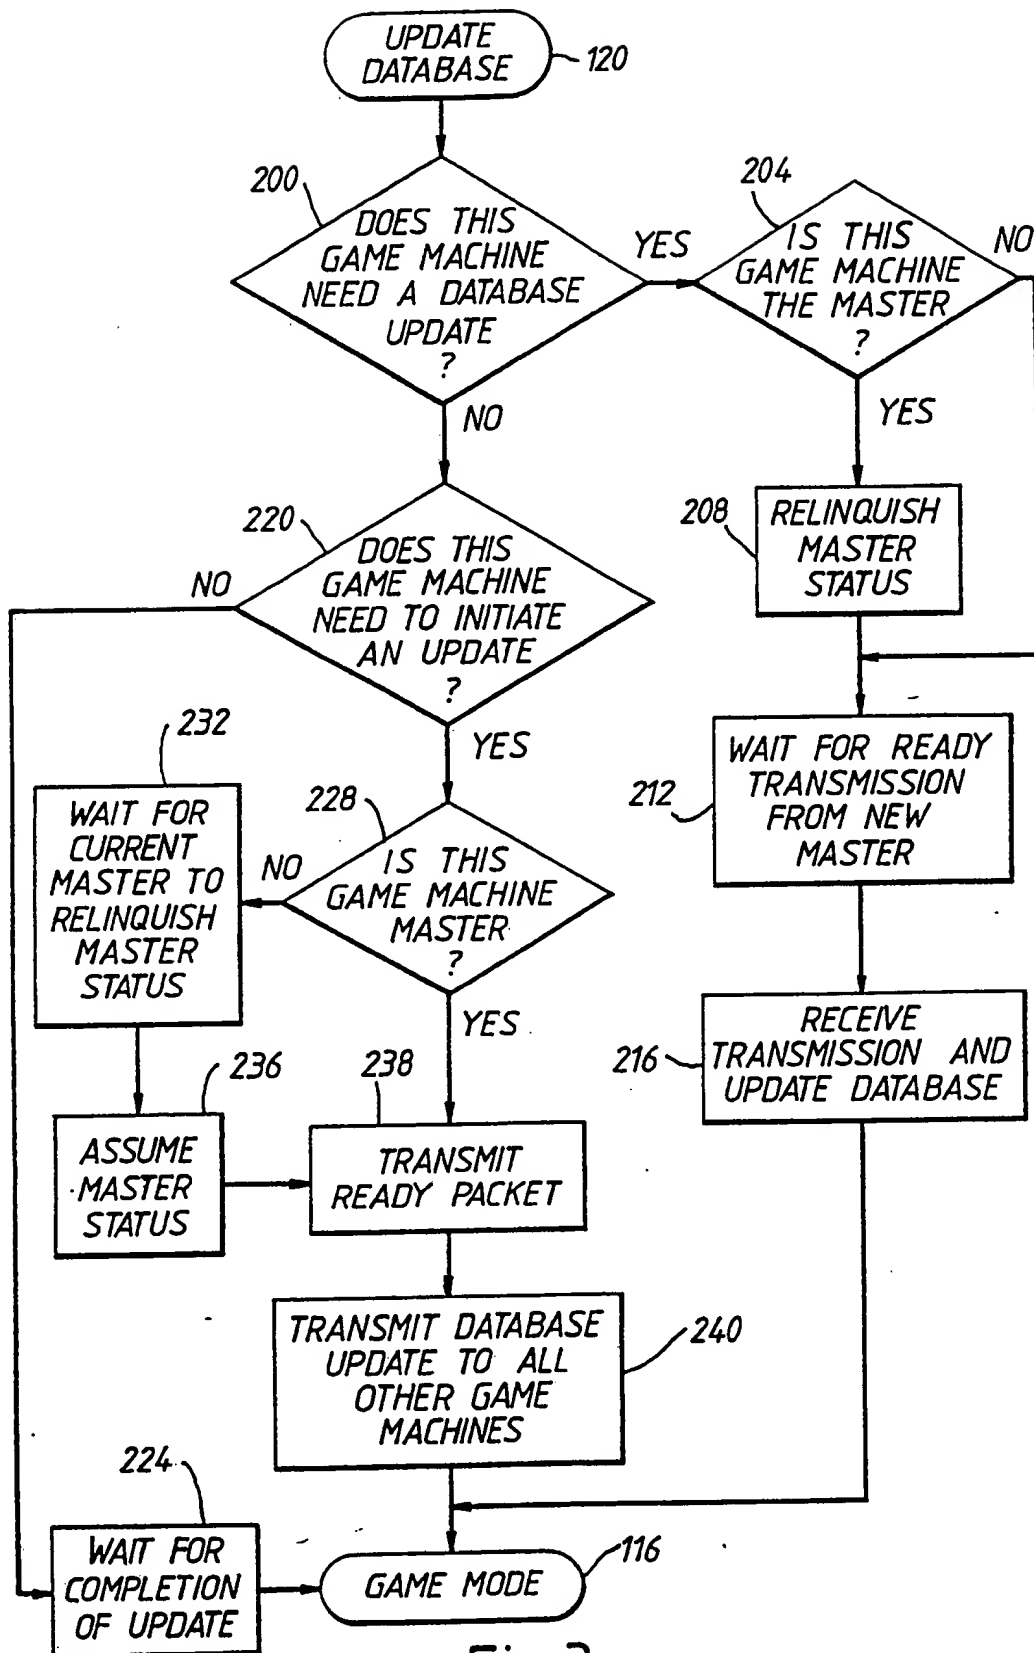 UPDATE
DATABASE
120
200
DOES THIS
GAME MACHINE
NEED A DATABASE
UPDATE
?
YES
NO
204
IS THIS
GAME MACHINE
THE MASTER
?
NO
YES
208
RELINQUISH
MASTER
STATUS
220
DOES THIS
GAME MACHINE
NEED TO INITIATE
AN UPDATE
?
NO
YES
212
WAIT FOR READY
TRANSMISSION
FROM NEW
MASTER
232
WAIT FOR
CURRENT
MASTER TO
RELINQUISH
MASTER
STATUS
228
IS THIS
GAME MACHINE
MASTER
?
NO
YES
216
RECEIVE
TRANSMISSION AND
UPDATE DATABASE
236
ASSUME
MASTER
STATUS
238
TRANSMIT
READY PACKET
240
TRANSMIT DATABASE
UPDATE TO ALL
OTHER GAME
MACHINES
224
WAIT FOR
COMPLETION
OF UPDATE
116
GAME MODE